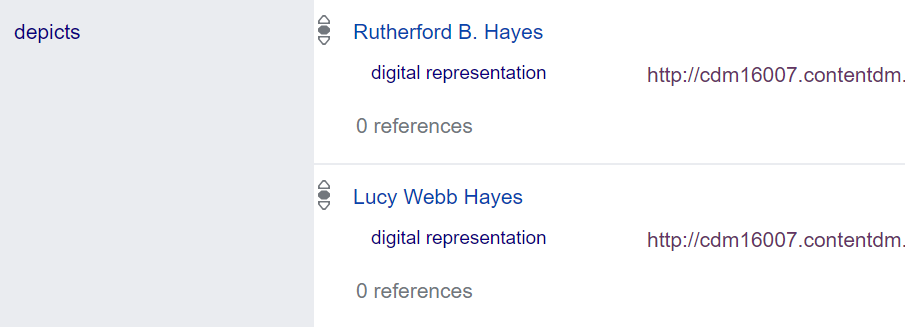 depicts
Rutherford B. Hayes
digital representation http://cdm16007.contentdm.
0 references
Lucy Webb Hayes
digital representation http://cdm16007.contentdm.
0 references